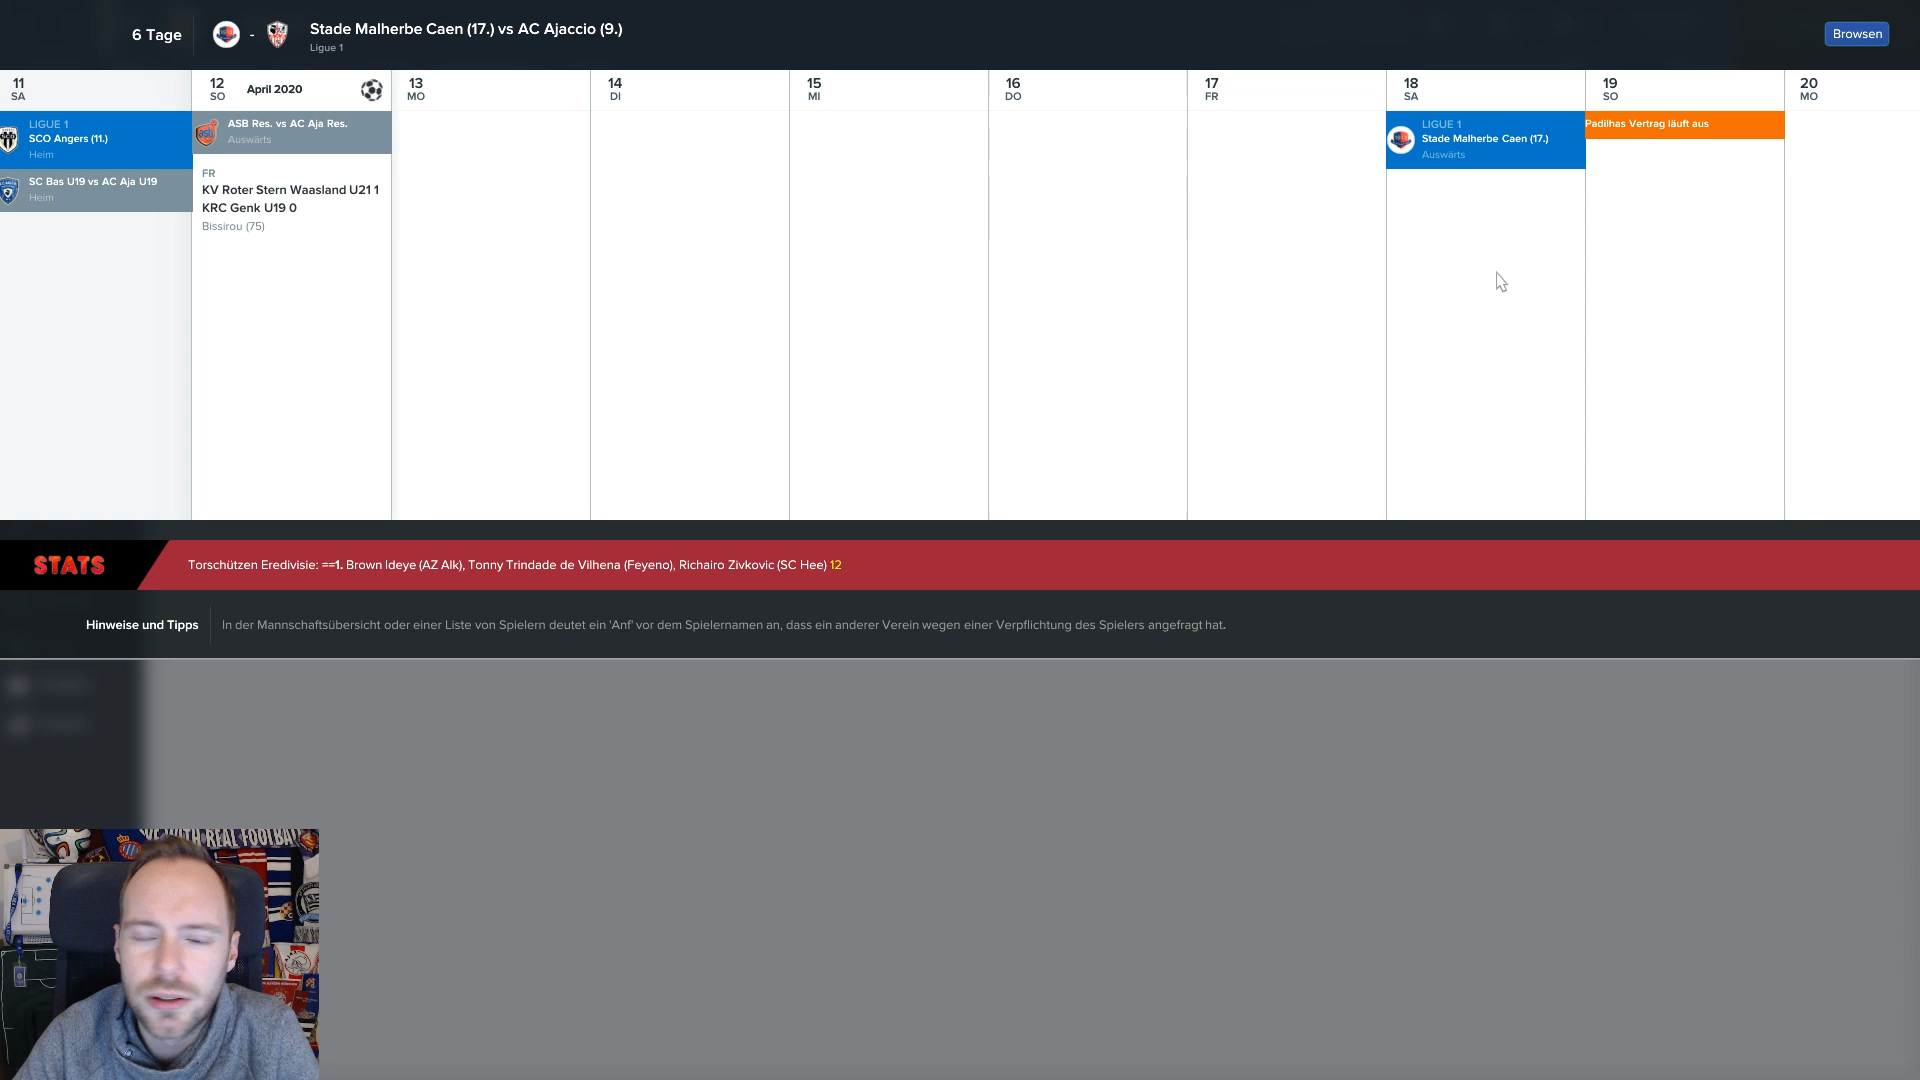 6 Tage
-
Stade Malherbe Caen (17.) vs AC Ajaccio (9.)
Ligue 1
Browsen
11
SA
12
SO
April 2020
13
MO
14
DI
15
MI
16
DO
17
FR
18
SA
19
SO
20
MO
LIGUE 1
SCO Angers (11.)
Heim
SC Bas U19 vs AC Aja U19
Heim
ASB Res. vs AC Aja Res.
Auswärts
FR
KV Roter Stern Waasland U21 1
KRC Genk U19 0
Bissirou (75)
LIGUE 1
Stade Malherbe Caen (17.)
Auswärts
Padilhas Vertrag läuft aus
STATS
Torschützen Eredivisie: ==1. Brown Ideye (AZ Alk), Tonny Trindade de Vilhena (Feyeno), Richairo Zivkovic (SC Hee) 12
Hinweise und Tipps
In der Mannschaftsübersicht oder einer Liste von Spielern deutet ein 'Anf' vor dem Spielernamen an, dass ein anderer Verein wegen einer Verpflichtung des Spielers angefragt hat.
WITH REAL FOOTBA